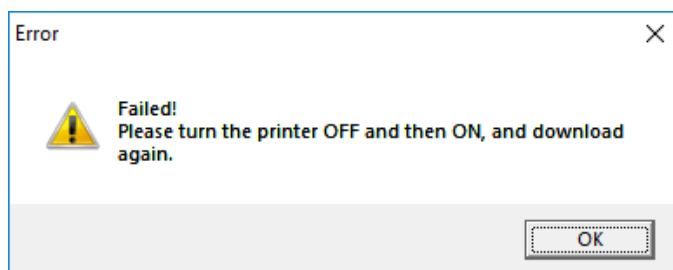 Error
Failed!
Please turn the printer OFF and then ON, and download
again.
OK